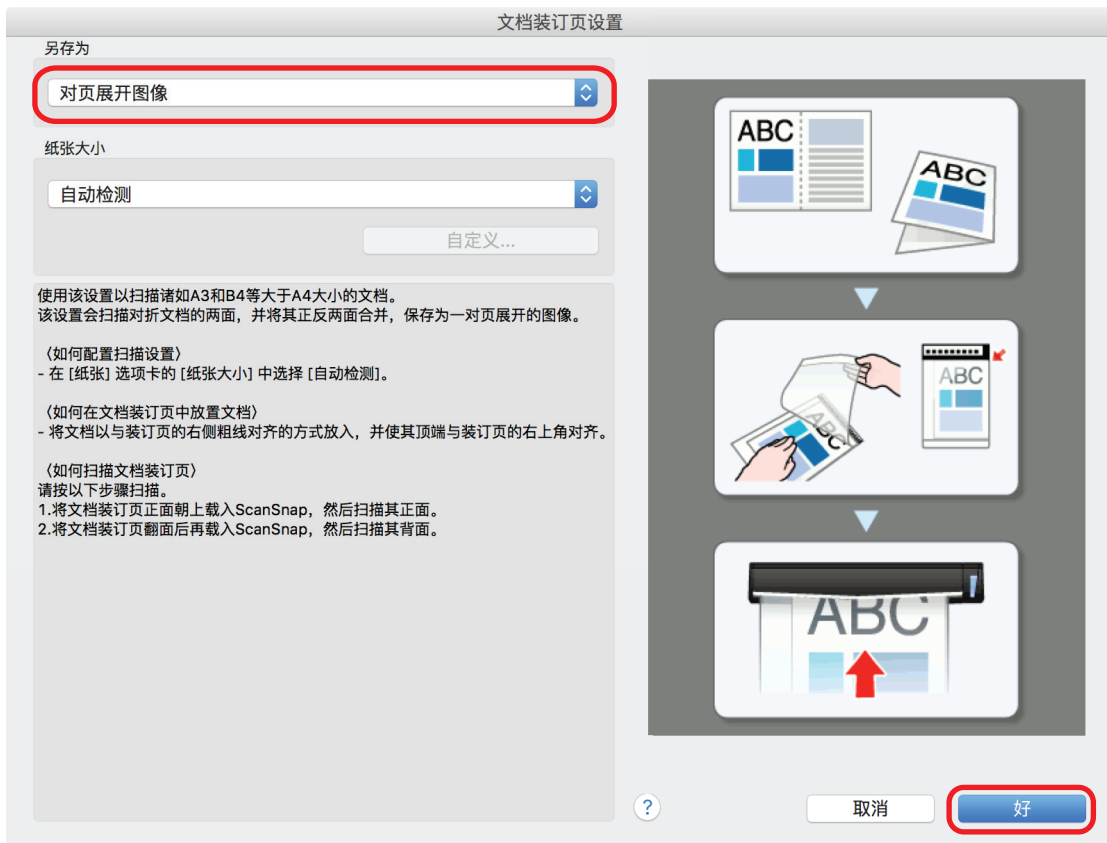 文档装订页设置
另存为
对页展开图像
纸张大小
自动检测
自定义...
使用该设置以扫描诸如A3和B4等大于A4大小的文档。
该设置会扫描对折文档的两面，并将其正反两面合并，保存为一对页展开的图像。
〈如何配置扫描设置〉
- 在 [纸张] 选项卡的 [纸张大小] 中选择 [自动检测]。
〈如何在文档装订页中放置文档〉
- 将文档以与装订页的右侧粗线对齐的方式放入，并使其顶端与装订页的右上角对齐。
〈如何扫描文档装订页〉
请按以下步骤扫描。
1.将文档装订页正面朝上载入ScanSnap，然后扫描其正面。
2.将文档装订页翻面后再载入ScanSnap，然后扫描其背面。
ABC
ABC
ABC
ABC
ABC
?
取消
好